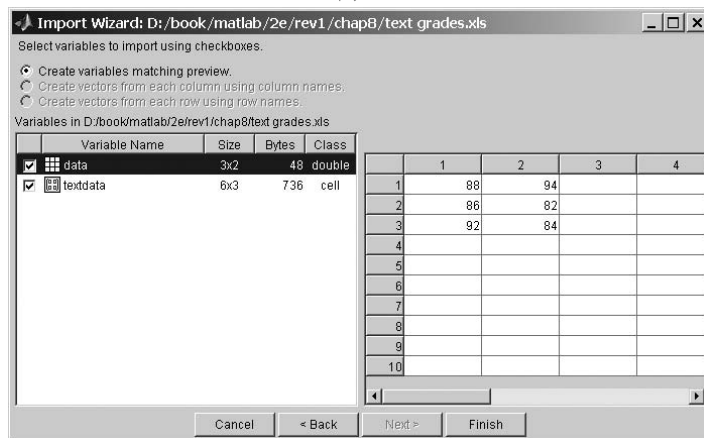 Import Wizard: D:/book/matlab/2e/rev1/chap8/text grades.xls
Select variables to import using checkboxes.
Create variables matching preview.
Create vectors from each column using column names.
Create vectors from each row using row names.
Variables in D:/book/matlab/2e/rev1/chap8/text grades.xls
Variable Name Size Bytes Class
data 3x2 48 double
textdata 6x3 736 cell
1 2 3 4
1 88 94
2 86 82
3 92 84
4
5
6
7
8
9
10
Cancel < Back Next > Finish